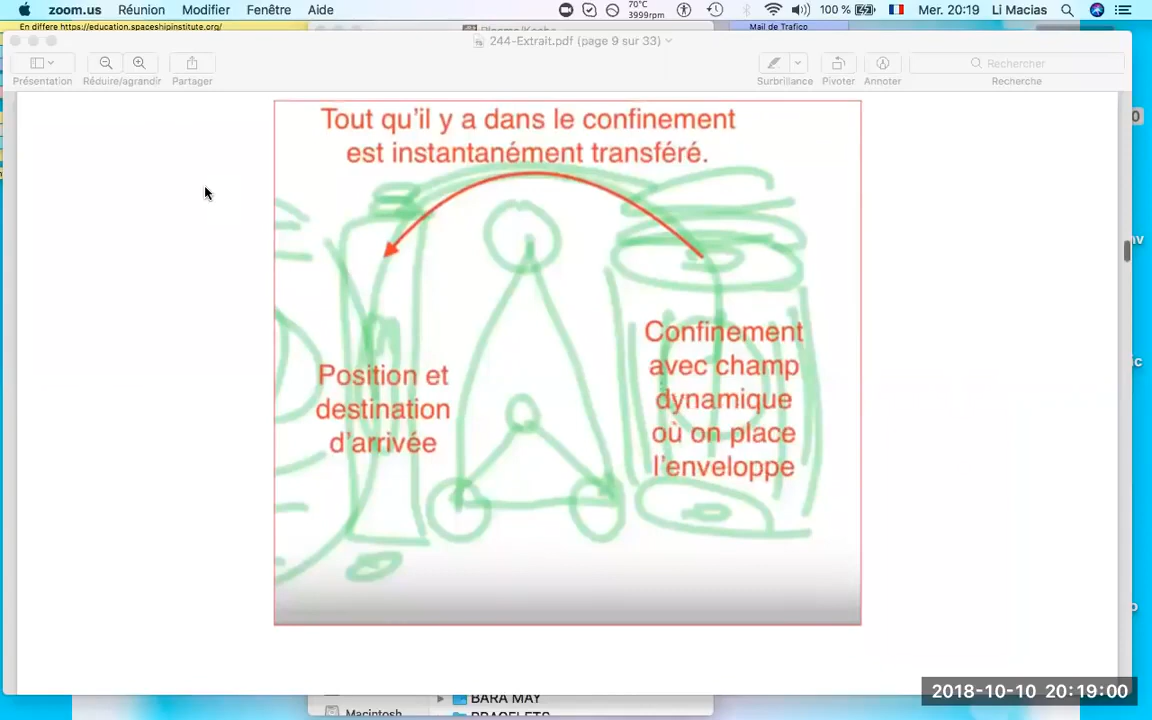 zoom.us Réunion Modifier Fenêtre Aide 70°C 3999rpm 100 % Mer. 20:19 Li Macias
En differe https://education.spaceshipinstitute.org/
Mail de Trafico
244-Extrait.pdf (page 9 sur 33)
Rechercher
Présentation Réduire/agrandir Partager Surbrillance Pivoter Annoter Recherche
Tout qu'il y a dans le confinement
est instantanément transféré.
Position et
destination
d'arrivée
Confinement
avec champ
dynamique
où on place
l'enveloppe
2018-10-10 20:19:00
BARA MAY
Macintosh
BRACELETS